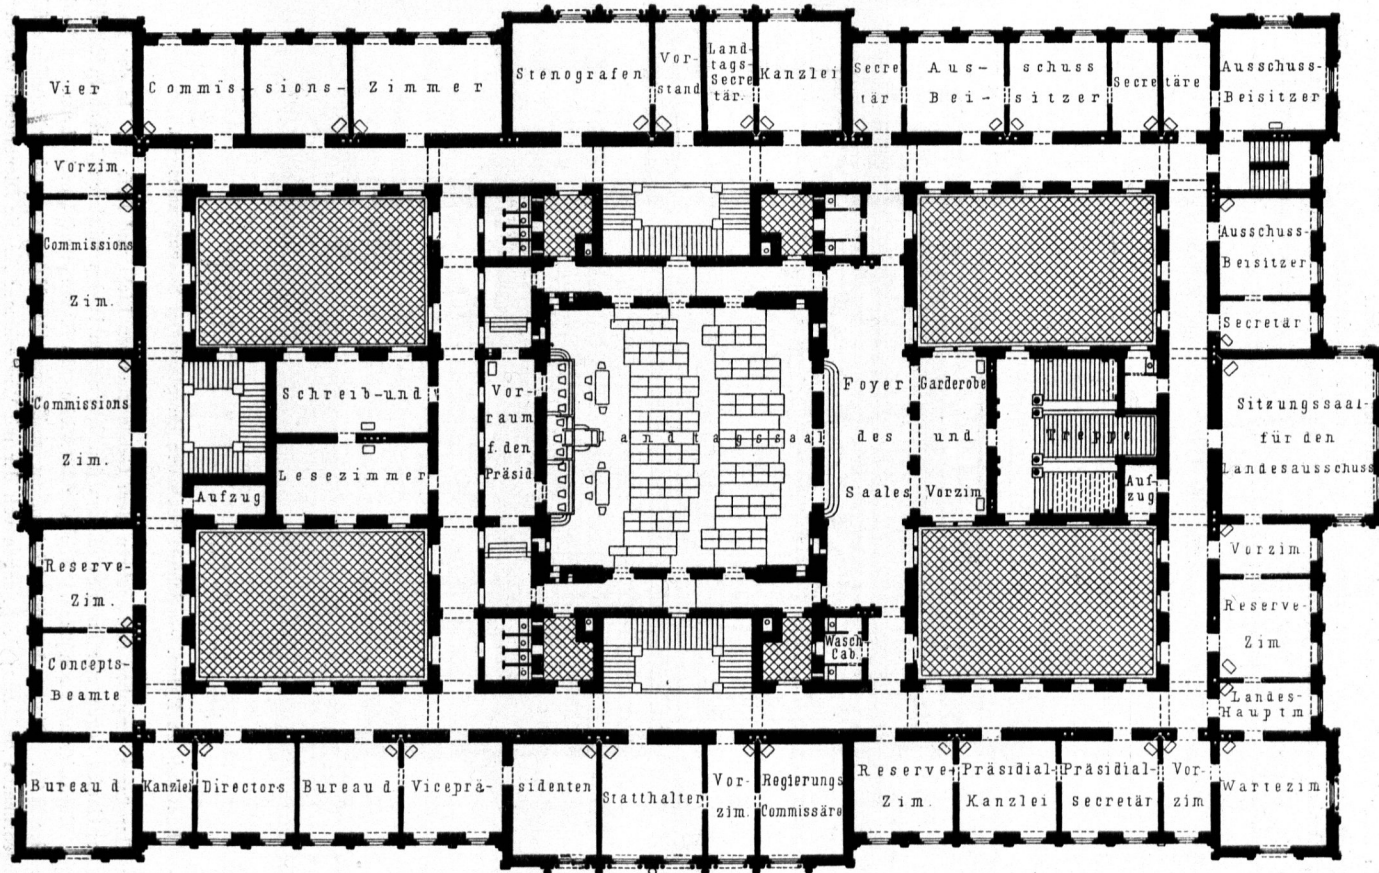 Vier
Commis-sions-Zimmer
Stenografen
Vor-
stand
Land-
tags-
Secre
tär.
Kanzlei
Secre
tär
Aus-schuss
Bei-sitzer
Secretäre
Ausschuss-
Beisitzer
Vorzim.
Commissions
Zim.
Ausschuss-
Beisitzer
Secretär
Commissions
Zim.
Schreib-und
Lesezimmer
Aufzug
Vor-
raum
f. den
Präsid
Landtagssaal
Foyer
des
Saales
Garderobe
und
Vorzim
Treppe
Auf-
zug
Sitzungssaal-
für den
Landesausschuss
Reserve-
Zim.
Concepts-
Beamte
Wasch-
Cab.
Vorzim
Reserve-
Zim
Landes-
Hauptm
Bureau d
Kanzlei
Directors
Bureau d
Viceprä-sidenten
Statthalter
Vor-
zim.
Regierungs
Commissäre
Reserve-
Zim.
Präsidial-
Kanzlei
Präsidial-
Secretär
Vor-
zim
Wartezim